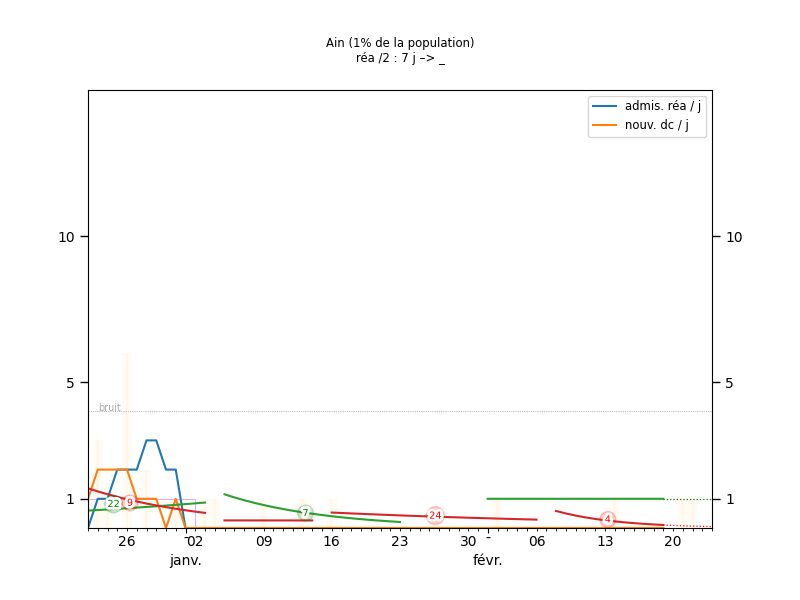 Ain (1% de la population)
réa /2 : 7 j –> _
admis. réa / j
nouv. dc / j
10 10
5 5
bruit
22 9 7 24 4
1 1
26 02 09 16 23 30 06 13 20
janv. févr.